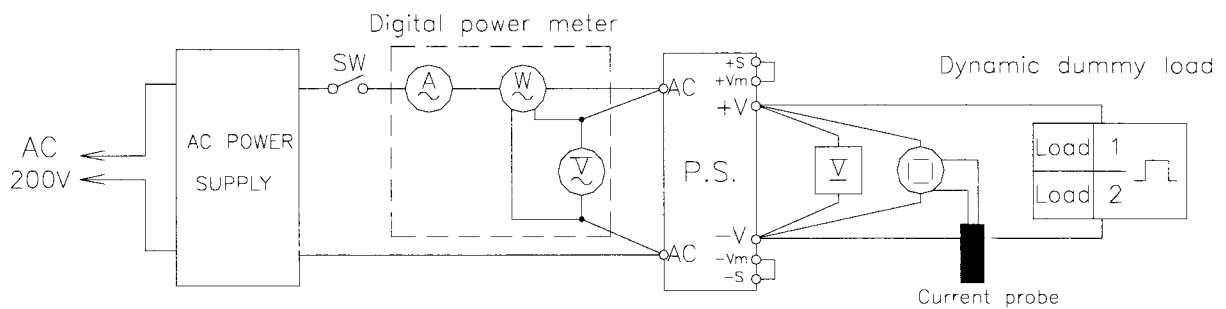 Digital power meter
SW
A
W
V
AC
200V
AC POWER
SUPPLY
AC
AC
P.S.
+S
+Vm
+V
-V
-Vm
-S
V
Dynamic dummy load
Load 1
Load 2
Current probe